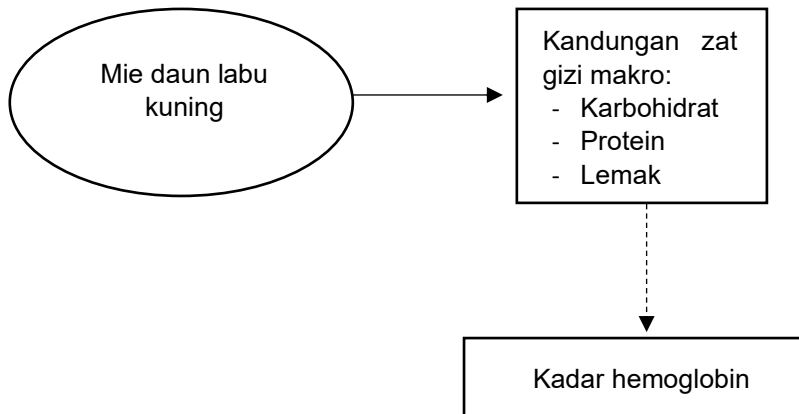 Mie daun labu
kuning
Kandungan zat
gizi makro:
- Karbohidrat
- Protein
- Lemak
Kadar hemoglobin